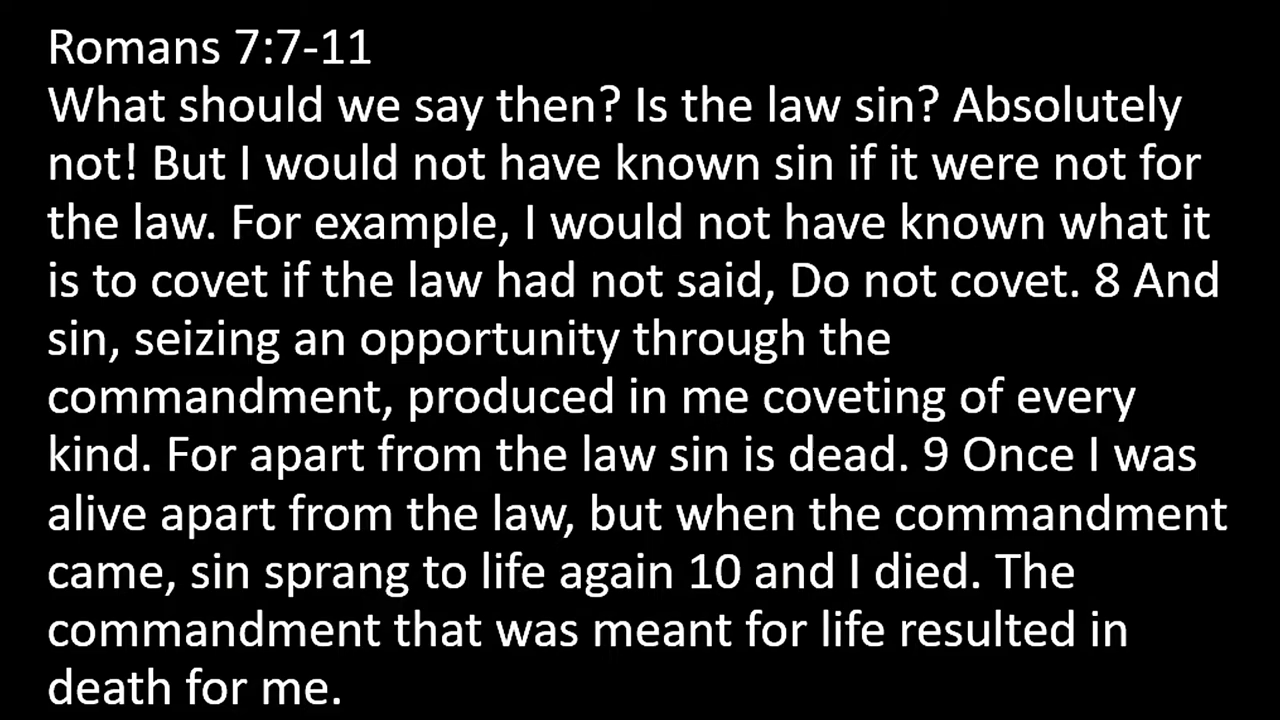 Romans 7:7-11
What should we say then? Is the law sin? Absolutely
not! But I would not have known sin if it were not for
the law. For example, I would not have known what it
is to covet if the law had not said, Do not covet. 8 And
sin, seizing an opportunity through the
commandment, produced in me coveting of every
kind. For apart from the law sin is dead. 9 Once I was
alive apart from the law, but when the commandment
came, sin sprang to life again 10 and I died. The
commandment that was meant for life resulted in
death for me.